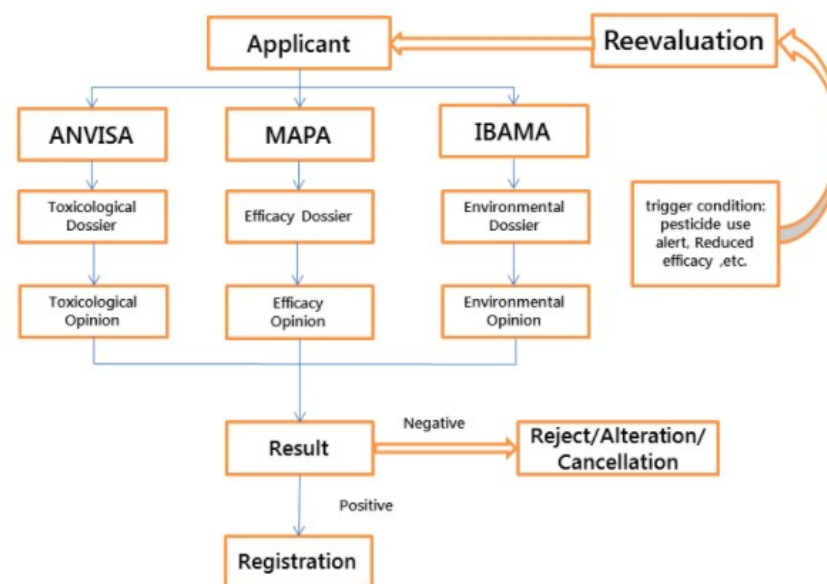 Applicant
Reevaluation
ANVISA
MAPA
IBAMA
Toxicological
Dossier
Efficacy Dossier
Environmental
Dossier
trigger condition:
pesticide use
alert, Reduced
efficacy ,etc.
Toxicological
Opinion
Efficacy
Opinion
Environmental
Opinion
Result
Negative
Reject/Alteration/
Cancellation
Positive
Registration